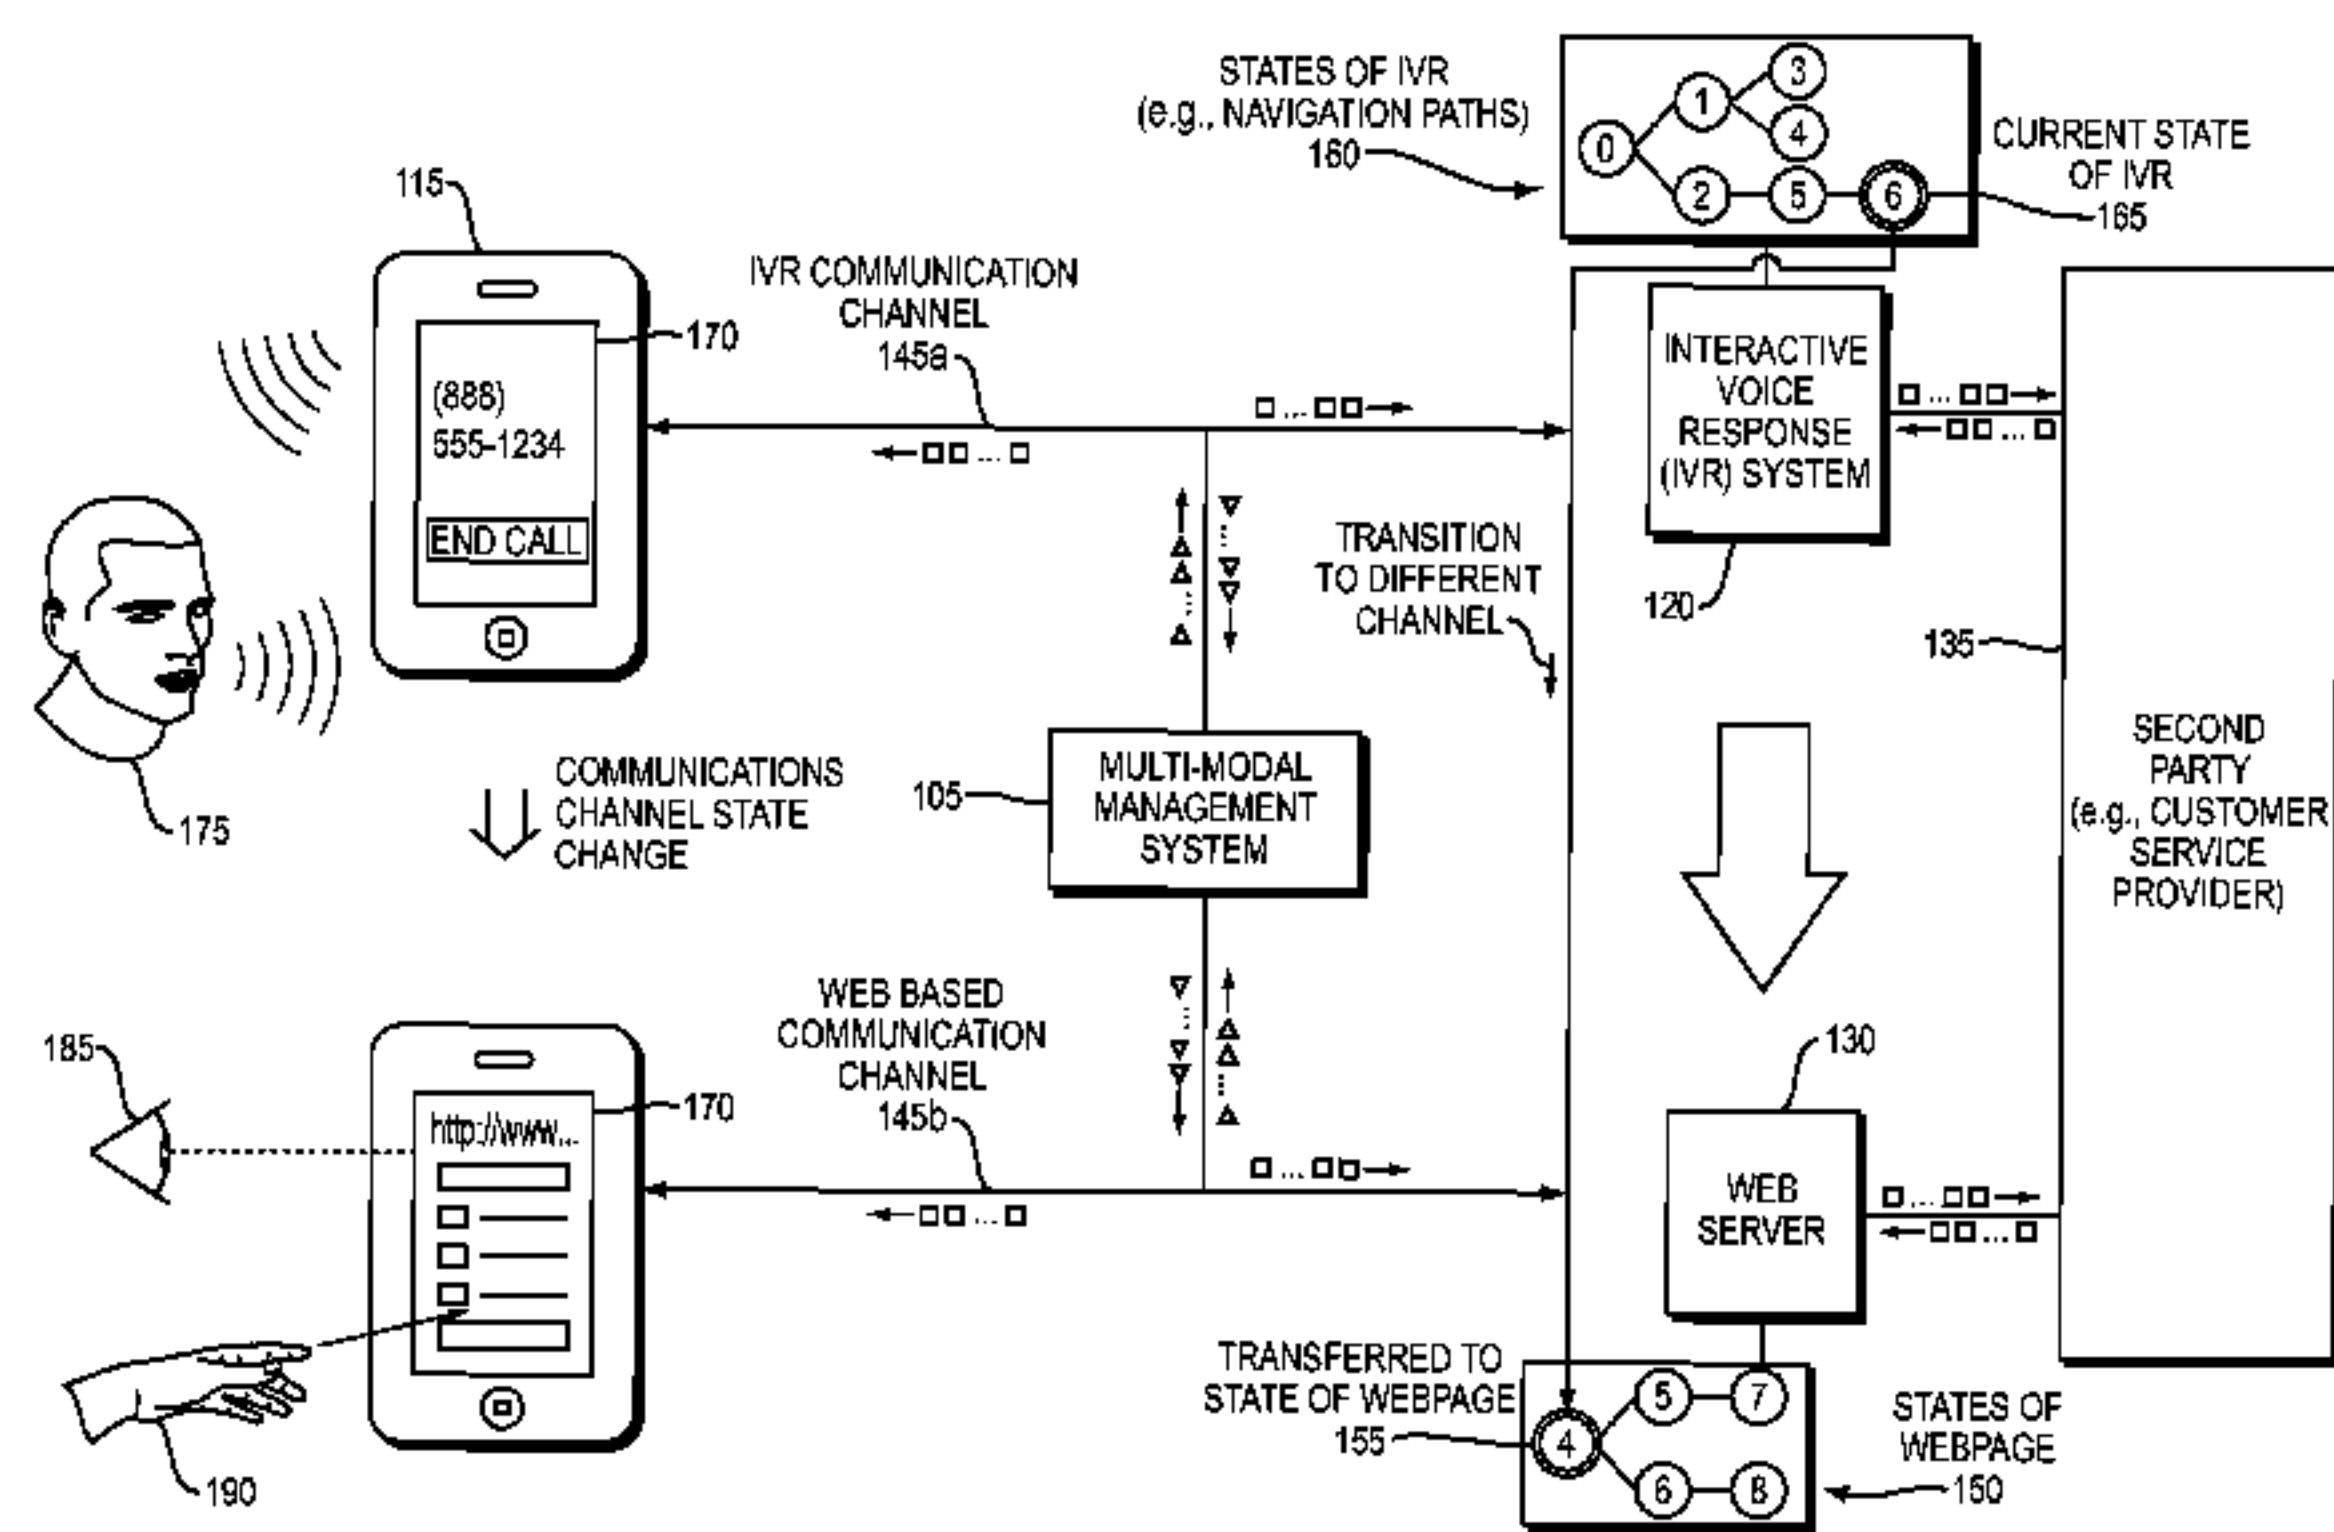 STATES OF IVR
(e.g., NAVIGATION PATHS)
160
0
1
2
3
4
5
6
CURRENT STATE
OF IVR
165
115
170
(888)
555-1234
END CALL
IVR COMMUNICATION
CHANNEL
145a
...
...
INTERACTIVE
VOICE
RESPONSE
(IVR) SYSTEM
120
...
...
TRANSITION
TO DIFFERENT
CHANNEL
135
SECOND
PARTY
(e.g., CUSTOMER
SERVICE
PROVIDER)
175
COMMUNICATIONS
CHANNEL STATE
CHANGE
105
MULTI-MODAL
MANAGEMENT
SYSTEM
WEB BASED
COMMUNICATION
CHANNEL
145b
...
...
185
170
http://www...
190
130
WEB
SERVER
...
...
TRANSFERRED TO
STATE OF WEBPAGE
155
4
5
7
6
8
STATES OF
WEBPAGE
150